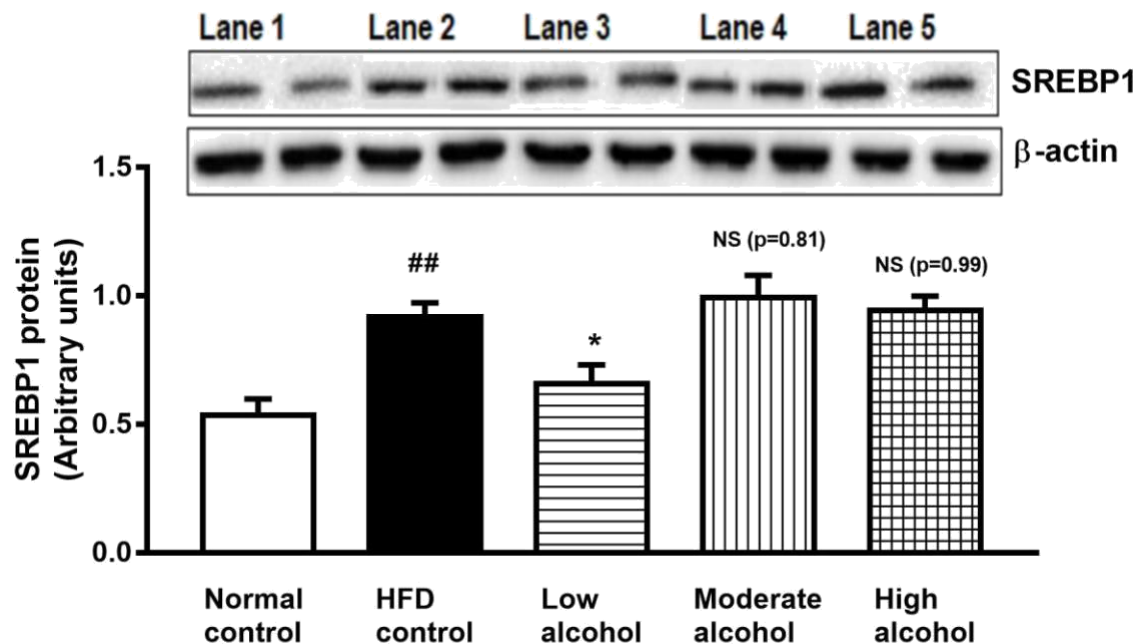 Lane 1 Lane 2 Lane 3 Lane 4 Lane 5
SREBP1
β-actin
SREBP1 protein
(Arbitrary units)
1.5
1.0
0.5
0.0
##
*
NS (p=0.81)
NS (p=0.99)
Normal
control
HFD
control
Low
alcohol
Moderate
alcohol
High
alcohol